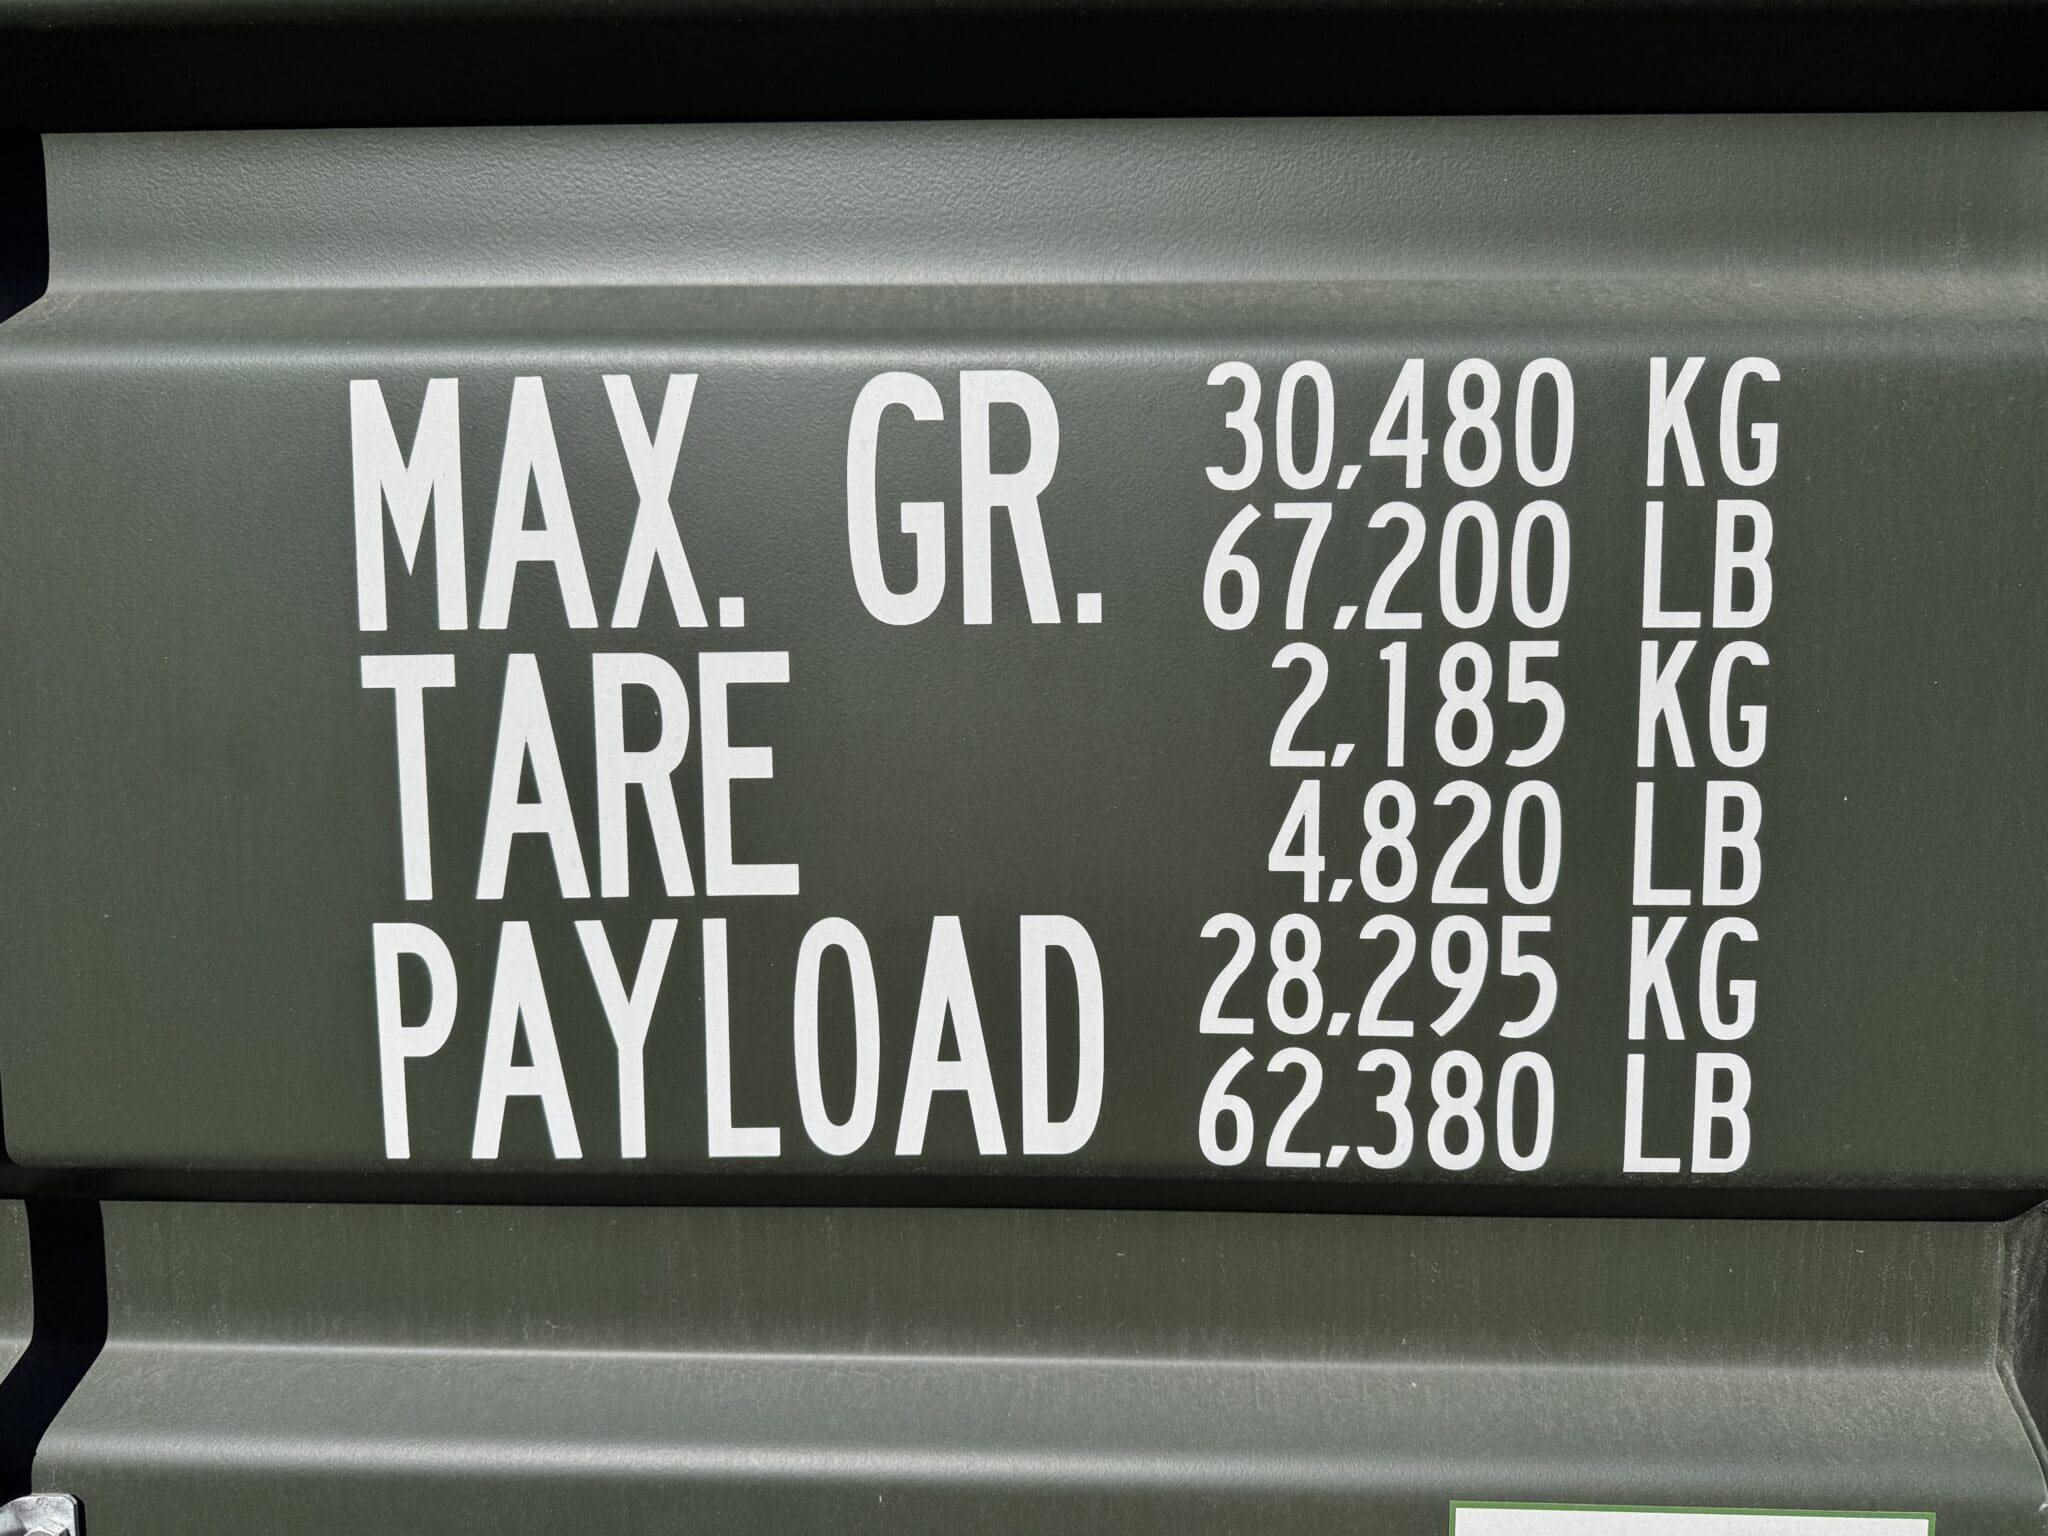 MAX. GR. 30,480 KG
67,200 LB
TARE 2,185 KG
4,820 LB
PAYLOAD 28,295 KG
62,380 LB